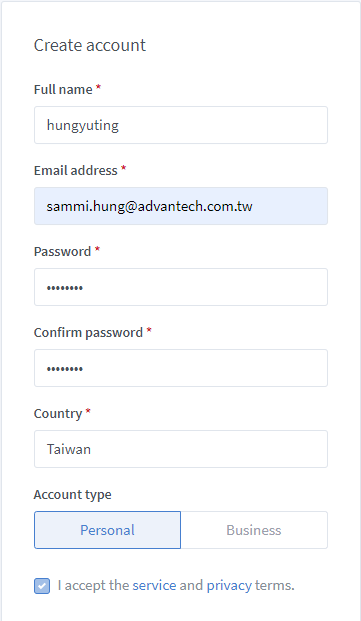 Create account
Full name *
hungyuting
Email address *
sammi.hung@advantech.com.tw
Password *
••••••••
Confirm password *
••••••••
Country *
Taiwan
Account type
Personal Business
I accept the service and privacy terms.